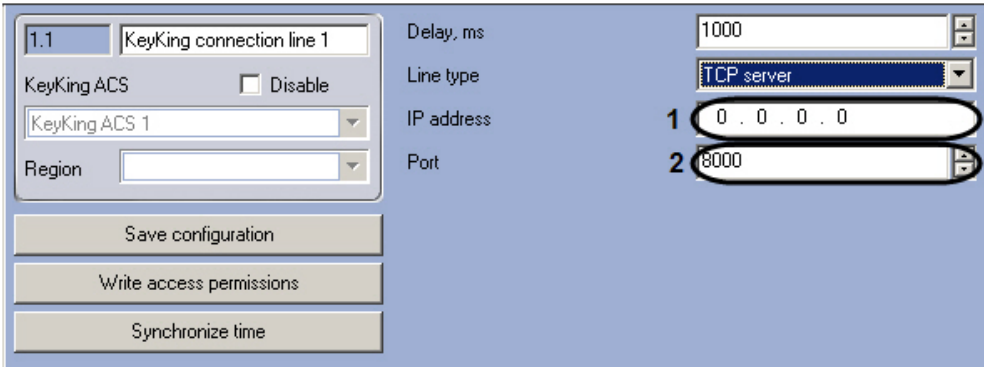 1.1 KeyKing connection line 1
KeyKing ACS Disable
KeyKing ACS 1
Region
Save configuration
Write access permissions
Synchronize time
Delay, ms 1000
Line type TCP server
IP address 1 0 . 0 . 0 . 0
Port 2 8000